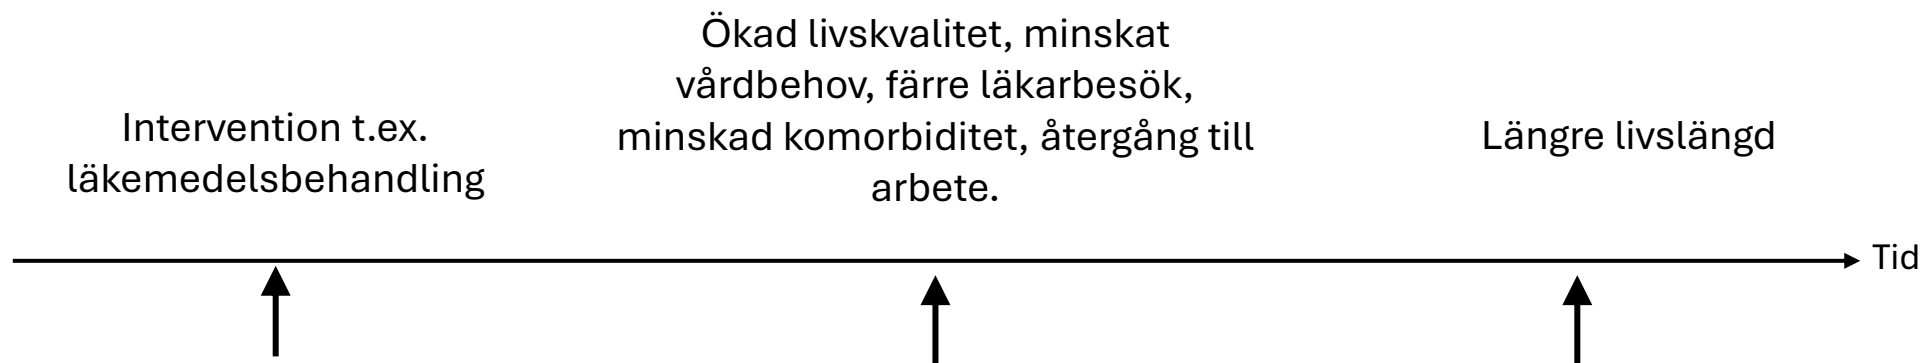 Intervention t.ex.
läkemedelsbehandling
Ökad livskvalitet, minskat
vårdbehov, färre läkarbesök,
minskad komorbiditet, återgång till
arbete.
Längre livslängd
Tid